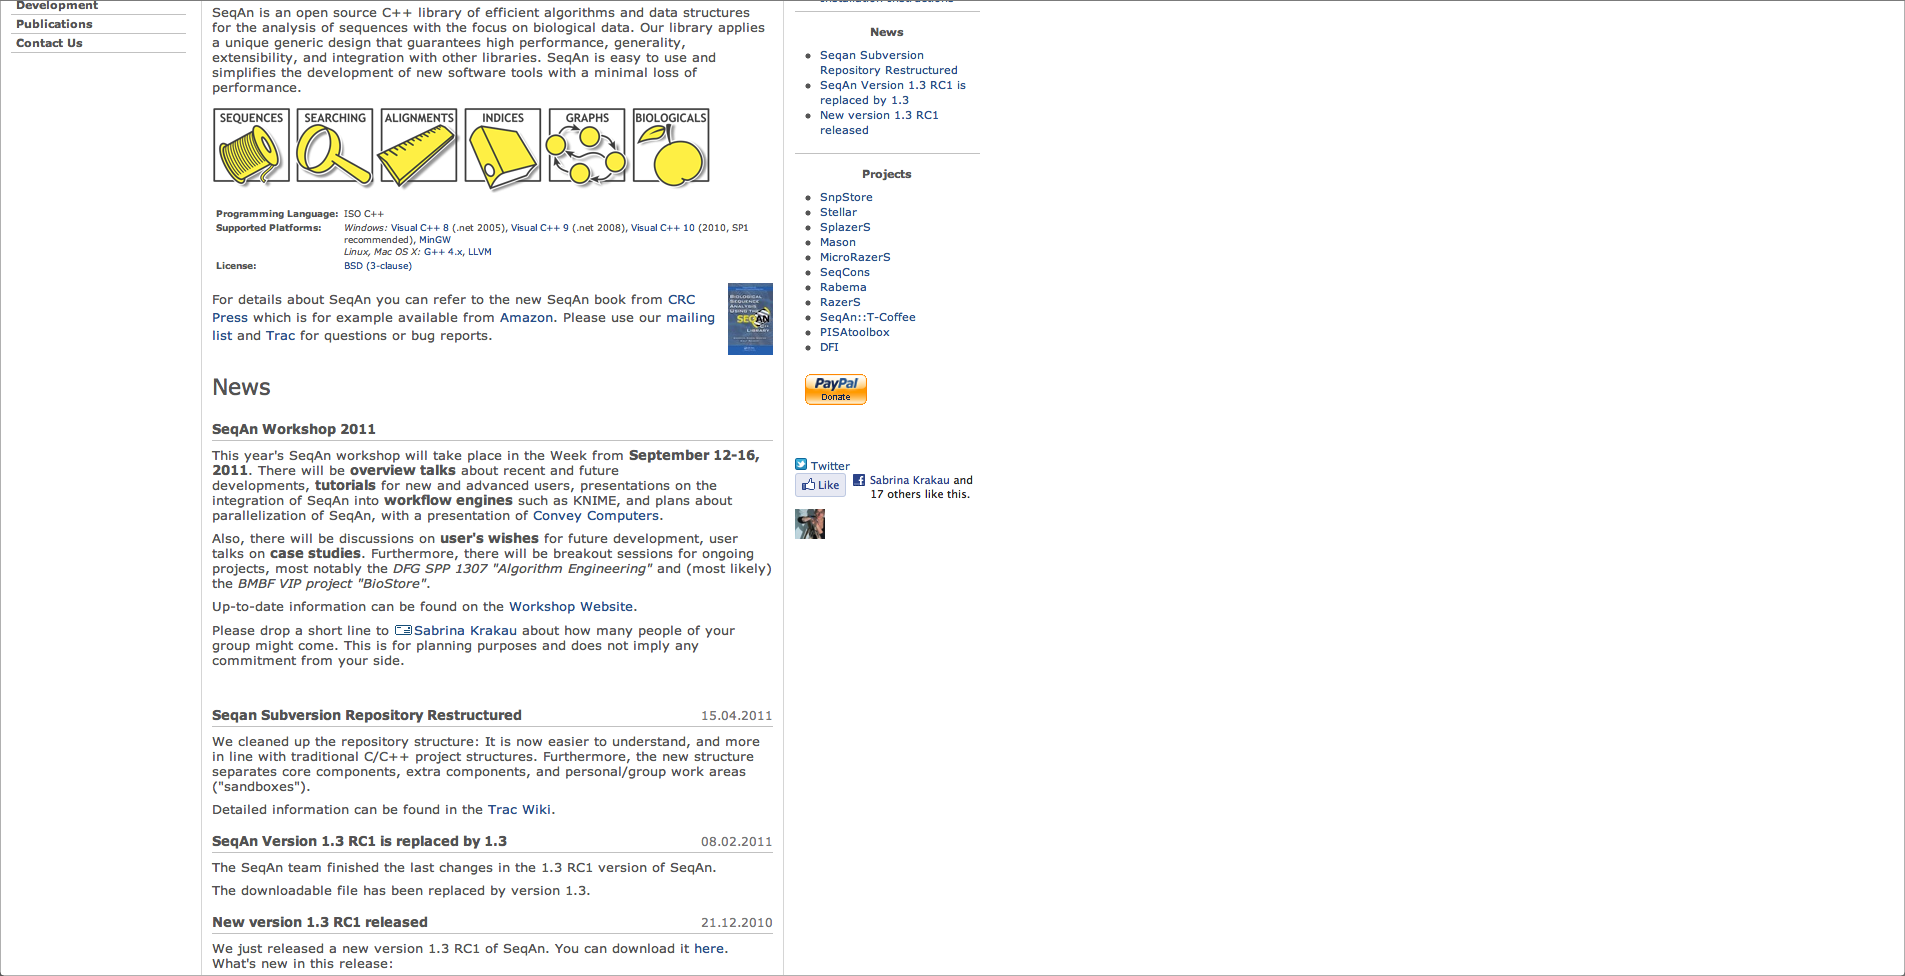 Development
Publications
Contact Us
SeqAn is an open source C++ library of efficient algorithms and data structures
for the analysis of sequences with the focus on biological data. Our library applies
a unique generic design that guarantees high performance, generality,
extensibility, and integration with other libraries. SeqAn is easy to use and
simplifies the development of new software tools with a minimal loss of
performance.
SEQUENCES SEARCHING ALIGNMENTS INDICES GRAPHS BIOLOGICALS
Programming Language: ISO C++
Supported Platforms: Windows: Visual C++ 8 (.net 2005), Visual C++ 9 (.net 2008), Visual C++ 10 (2010, SP1
recommended), MinGW
Linux, Mac OS X: G++ 4.x, LLVM
License: BSD (3-clause)
For details about SeqAn you can refer to the new SeqAn book from CRC
Press which is for example available from Amazon. Please use our mailing
list and Trac for questions or bug reports.
BIOLOGICAL
SEQUENCE
ANALYSIS
USING THE
SEQAN
C++
LIBRARY
News
SeqAn Workshop 2011
This year's SeqAn workshop will take place in the Week from September 12-16,
2011. There will be overview talks about recent and future
developments, tutorials for new and advanced users, presentations on the
integration of SeqAn into workflow engines such as KNIME, and plans about
parallelization of SeqAn, with a presentation of Convey Computers.
Also, there will be discussions on user's wishes for future development, user
talks on case studies. Furthermore, there will be breakout sessions for ongoing
projects, most notably the DFG SPP 1307 "Algorithm Engineering" and (most likely)
the BMBF VIP project "BioStore".
Up-to-date information can be found on the Workshop Website.
Please drop a short line to Sabrina Krakau about how many people of your
group might come. This is for planning purposes and does not imply any
commitment from your side.
Seqan Subversion Repository Restructured 15.04.2011
We cleaned up the repository structure: It is now easier to understand, and more
in line with traditional C/C++ project structures. Furthermore, the new structure
separates core components, extra components, and personal/group work areas
("sandboxes").
Detailed information can be found in the Trac Wiki.
SeqAn Version 1.3 RC1 is replaced by 1.3 08.02.2011
The SeqAn team finished the last changes in the 1.3 RC1 version of SeqAn.
The downloadable file has been replaced by version 1.3.
New version 1.3 RC1 released 21.12.2010
We just released a new version 1.3 RC1 of SeqAn. You can download it here.
What's new in this release:
News
Seqan Subversion
Repository Restructured
SeqAn Version 1.3 RC1 is
replaced by 1.3
New version 1.3 RC1
released
Projects
SnpStore
Stellar
SplazerS
Mason
MicroRazerS
SeqCons
Rabema
RazerS
SeqAn::T-Coffee
PISAtoolbox
DFI
PayPal
Donate
Twitter
Like
Sabrina Krakau and
17 others like this.